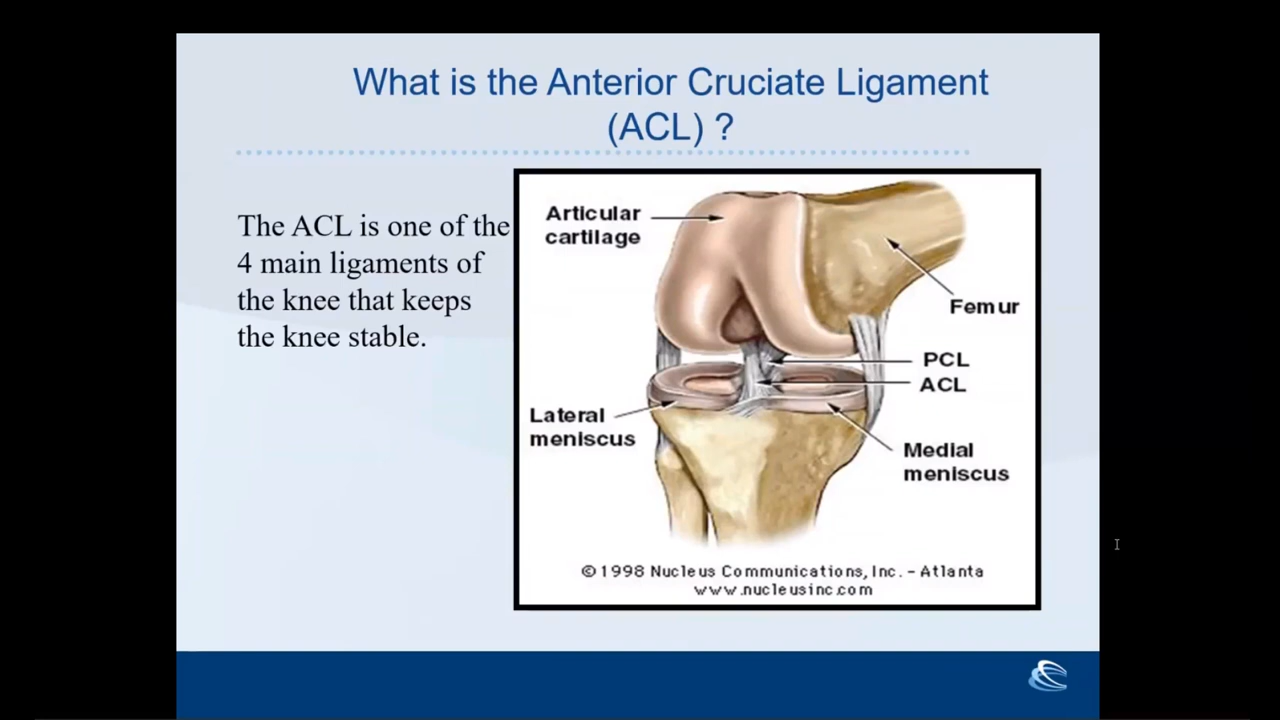 What is the Anterior Cruciate Ligament
(ACL) ?
The ACL is one of the
4 main ligaments of
the knee that keeps
the knee stable.
Articular
cartilage
Femur
PCL
ACL
Lateral
meniscus
Medial
meniscus
© 1998 Nucleus Communications, Inc. - Atlanta
www.nucleusinc.com